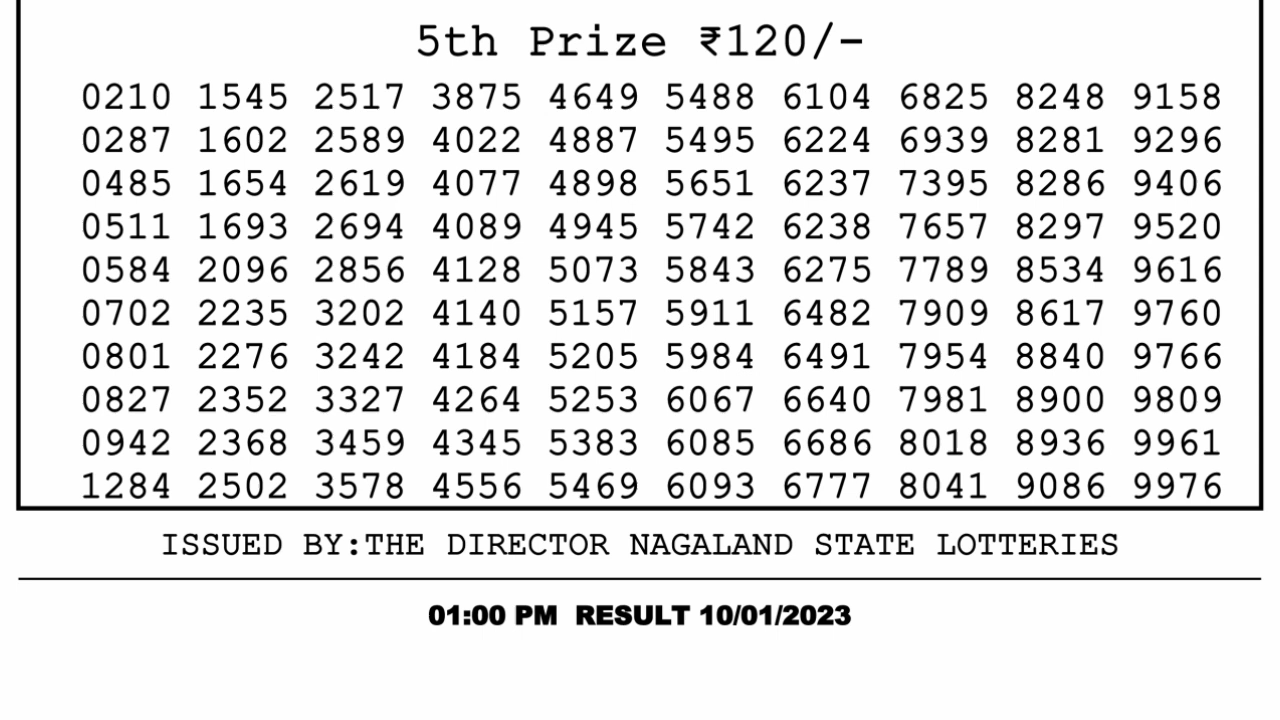 5th Prize ₹120/-
0210 1545 2517 3875 4649 5488 6104 6825 8248 9158
0287 1602 2589 4022 4887 5495 6224 6939 8281 9296
0485 1654 2619 4077 4898 5651 6237 7395 8286 9406
0511 1693 2694 4089 4945 5742 6238 7657 8297 9520
0584 2096 2856 4128 5073 5843 6275 7789 8534 9616
0702 2235 3202 4140 5157 5911 6482 7909 8617 9760
0801 2276 3242 4184 5205 5984 6491 7954 8840 9766
0827 2352 3327 4264 5253 6067 6640 7981 8900 9809
0942 2368 3459 4345 5383 6085 6686 8018 8936 9961
1284 2502 3578 4556 5469 6093 6777 8041 9086 9976
ISSUED BY:THE DIRECTOR NAGALAND STATE LOTTERIES
01:00 PM RESULT 10/01/2023